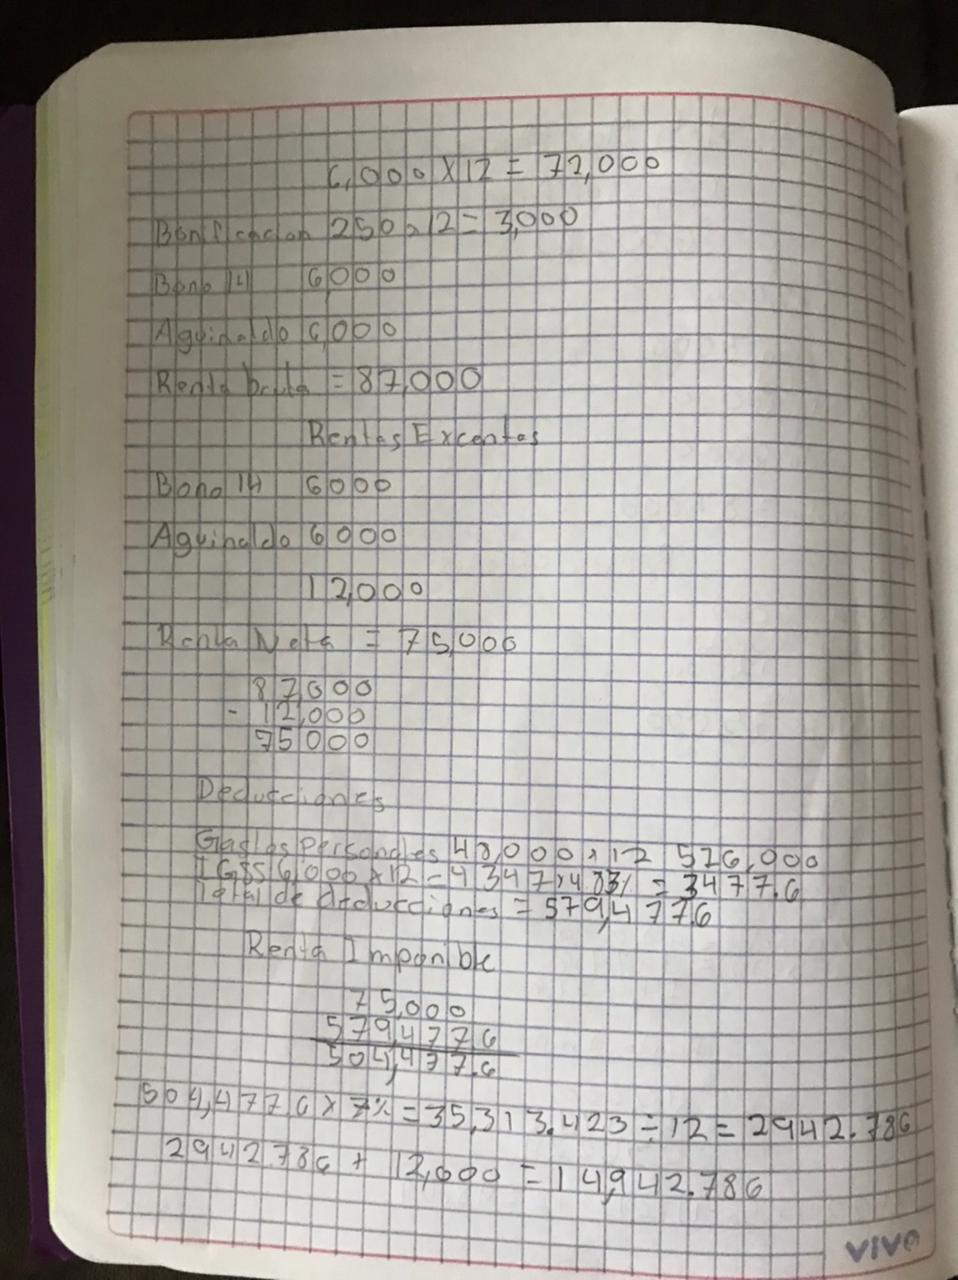 6,000 x 12 = 72,000
Bonificacion 250 x 12 = 3,000
Bono 14 6000
Aguinaldo 6,000
Renta bruta = 87,000
Rentas Excentas
Bono 14 6000
Aguinaldo 6000
12,000
Renta Neta = 75,000
87,000
- 12,000
75000
Deducciones
Gastos Personales 48,000 x 12 576,000
IGSS 6,000 x 12 = 4347 x 4.83% = 3477.6
Total de deducciones = 579,477.6
Renta Imponible
75,000
579,477.6
504,477.6
504,477.6 x 7% = 35,313.423 ÷ 12 = 2942.786
2942.786 + 12,000 = 14,942.786
VIVA